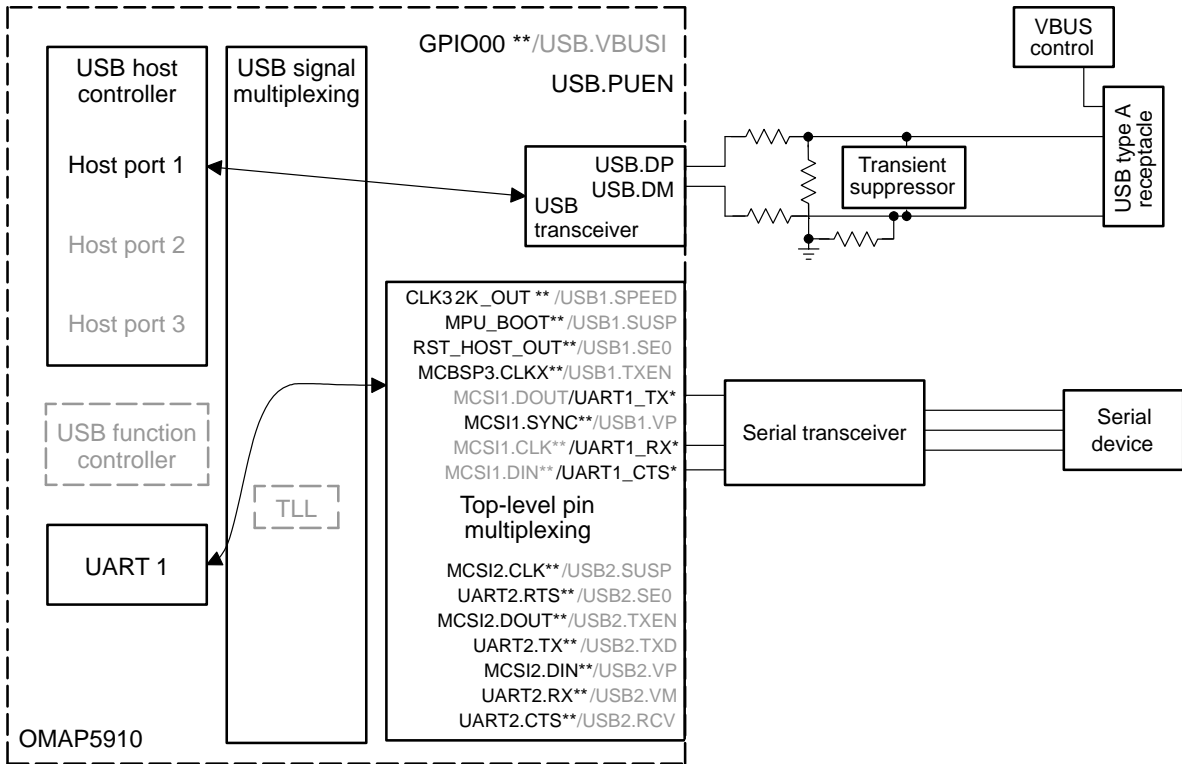 GPIO00 **/USB.VBUSI
USB.PUEN
VBUS
control
USB host
controller
Host port 1
Host port 2
Host port 3
USB signal
multiplexing
USB.DP
USB.DM
USB
transceiver
Transient
suppressor
USB type A
receptacle
CLK32K_OUT **/USB1.SPEED
MPU_BOOT**/USB1.SUSP
RST_HOST_OUT**/USB1.SE0
MCBSP3.CLKX**/USB1.TXEN
MCSI1.DOUT/UART1_TX*
MCSI1.SYNC**/USB1.VP
MCSI1.CLK**/UART1_RX*
MCSI1.DIN**/UART1_CTS*
Top-level pin
multiplexing
MCSI2.CLK**/USB2.SUSP
UART2.RTS**/USB2.SE0
MCSI2.DOUT**/USB2.TXEN
UART2.TX**/USB2.TXD
MCSI2.DIN**/USB2.VP
UART2.RX**/USB2.VM
UART2.CTS**/USB2.RCV
Serial transceiver
Serial
device
USB function
controller
TLL
UART 1
OMAP5910